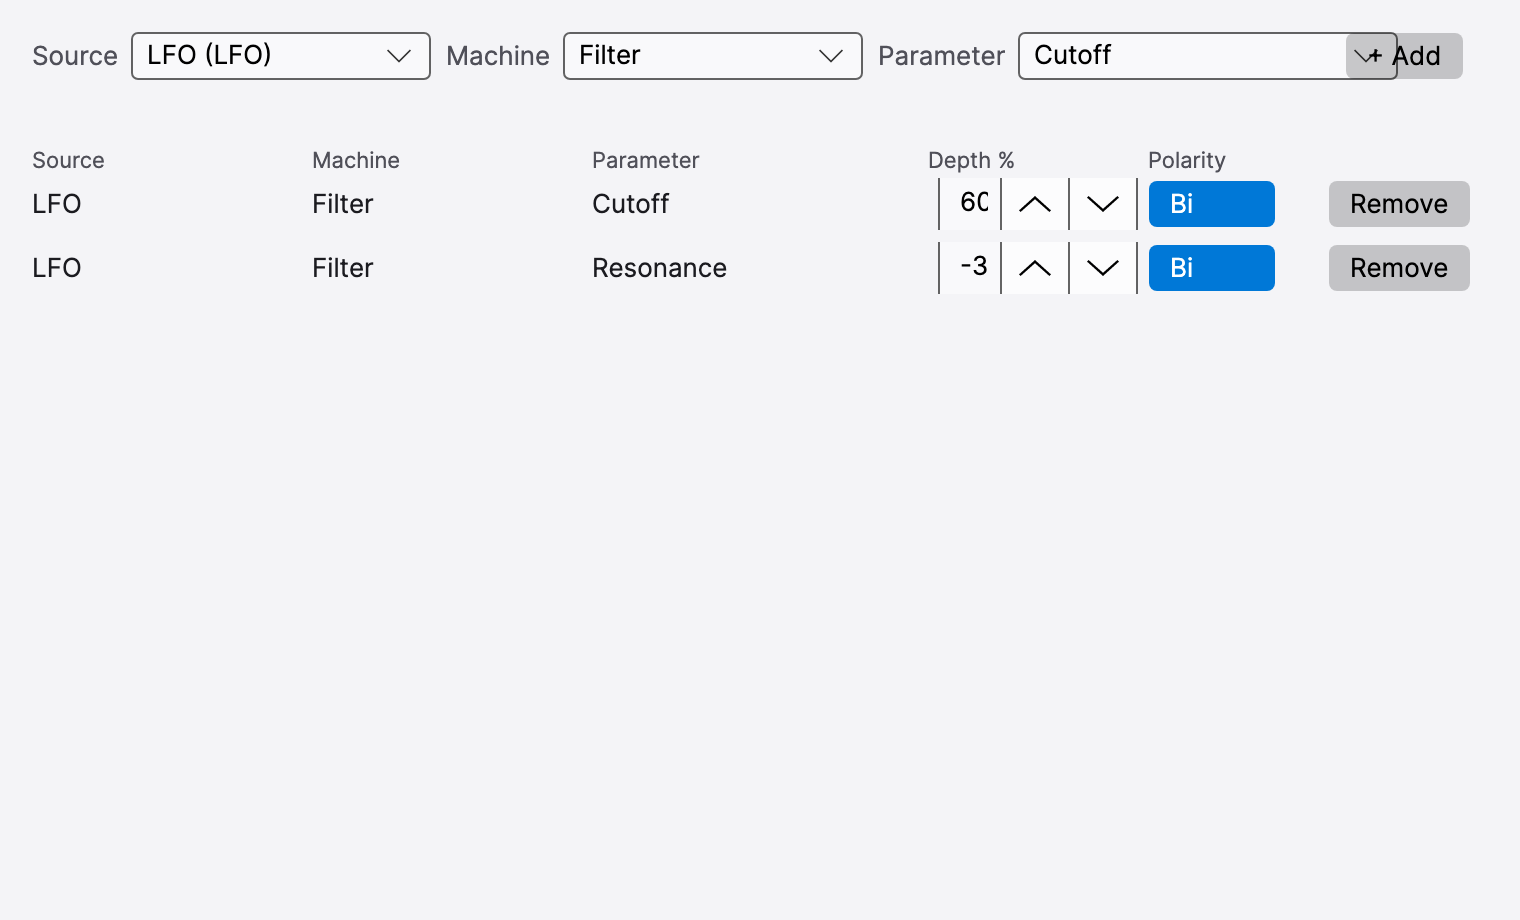 Source LFO (LFO) Machine Filter Parameter Cutoff + Add
Source Machine Parameter Depth % Polarity
LFO Filter Cutoff 60 Bi Remove
LFO Filter Resonance -3 Bi Remove